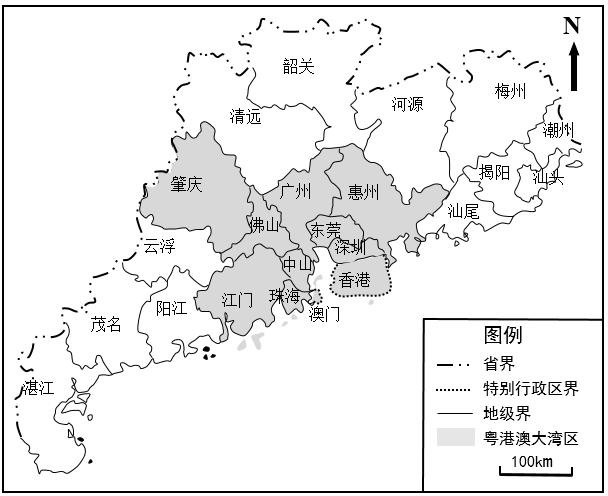 N
韶关
梅州
河源
清远
潮州
揭阳
汕头
肇庆
广州
惠州
汕尾
佛山
东莞
云浮
深圳
中山
香港
江门
珠海
阳江
澳门
茂名
湛江
图例
省界
特别行政区界
地级界
粤港澳大湾区
100km